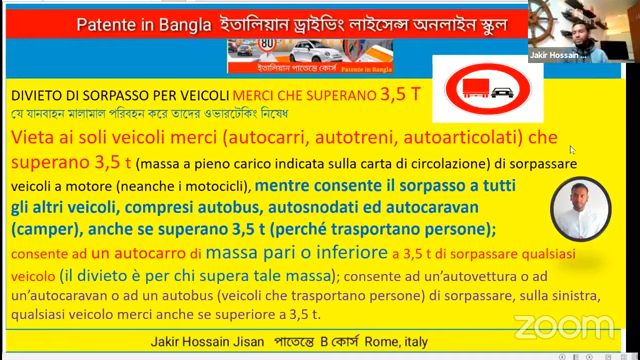 Patente in Bangla ইতালিয়ান ড্রাইভিং লাইসেন্স অনলাইন স্কুল
Jakir Hossain
80
ইতালিয়ান পাতেন্তে কোর্স Patente in Bangla
DIVIETO DI SORPASSO PER VEICOLI MERCI CHE SUPERANO 3,5 T
যে যানবাহন মালামাল পরিবহন করে তাদের ওভারটেকিং নিষেধ
Vieta ai soli veicoli merci (autocarri, autotreni, autoarticolati) che
superano 3,5 t (massa a pieno carico indicata sulla carta di circolazione) di sorpassare
veicoli a motore (neanche i motocicli), mentre consente il sorpasso a tutti
gli altri veicoli, compresi autobus, autosnodati ed autocaravan
(camper), anche se superano 3,5 t (perché trasportano persone);
consente ad un autocarro di massa pari o inferiore a 3,5 t di sorpassare qualsiasi
veicolo (il divieto è per chi supera tale massa); consente ad un’autovettura o ad
un’autocaravan o ad un autobus (veicoli che trasportano persone) di sorpassare, sulla sinistra,
qualsiasi veicolo merci anche se superiore a 3,5 t.
zoom
Jakir Hossain Jisan পাতেন্তে B কোর্স Rome, italy